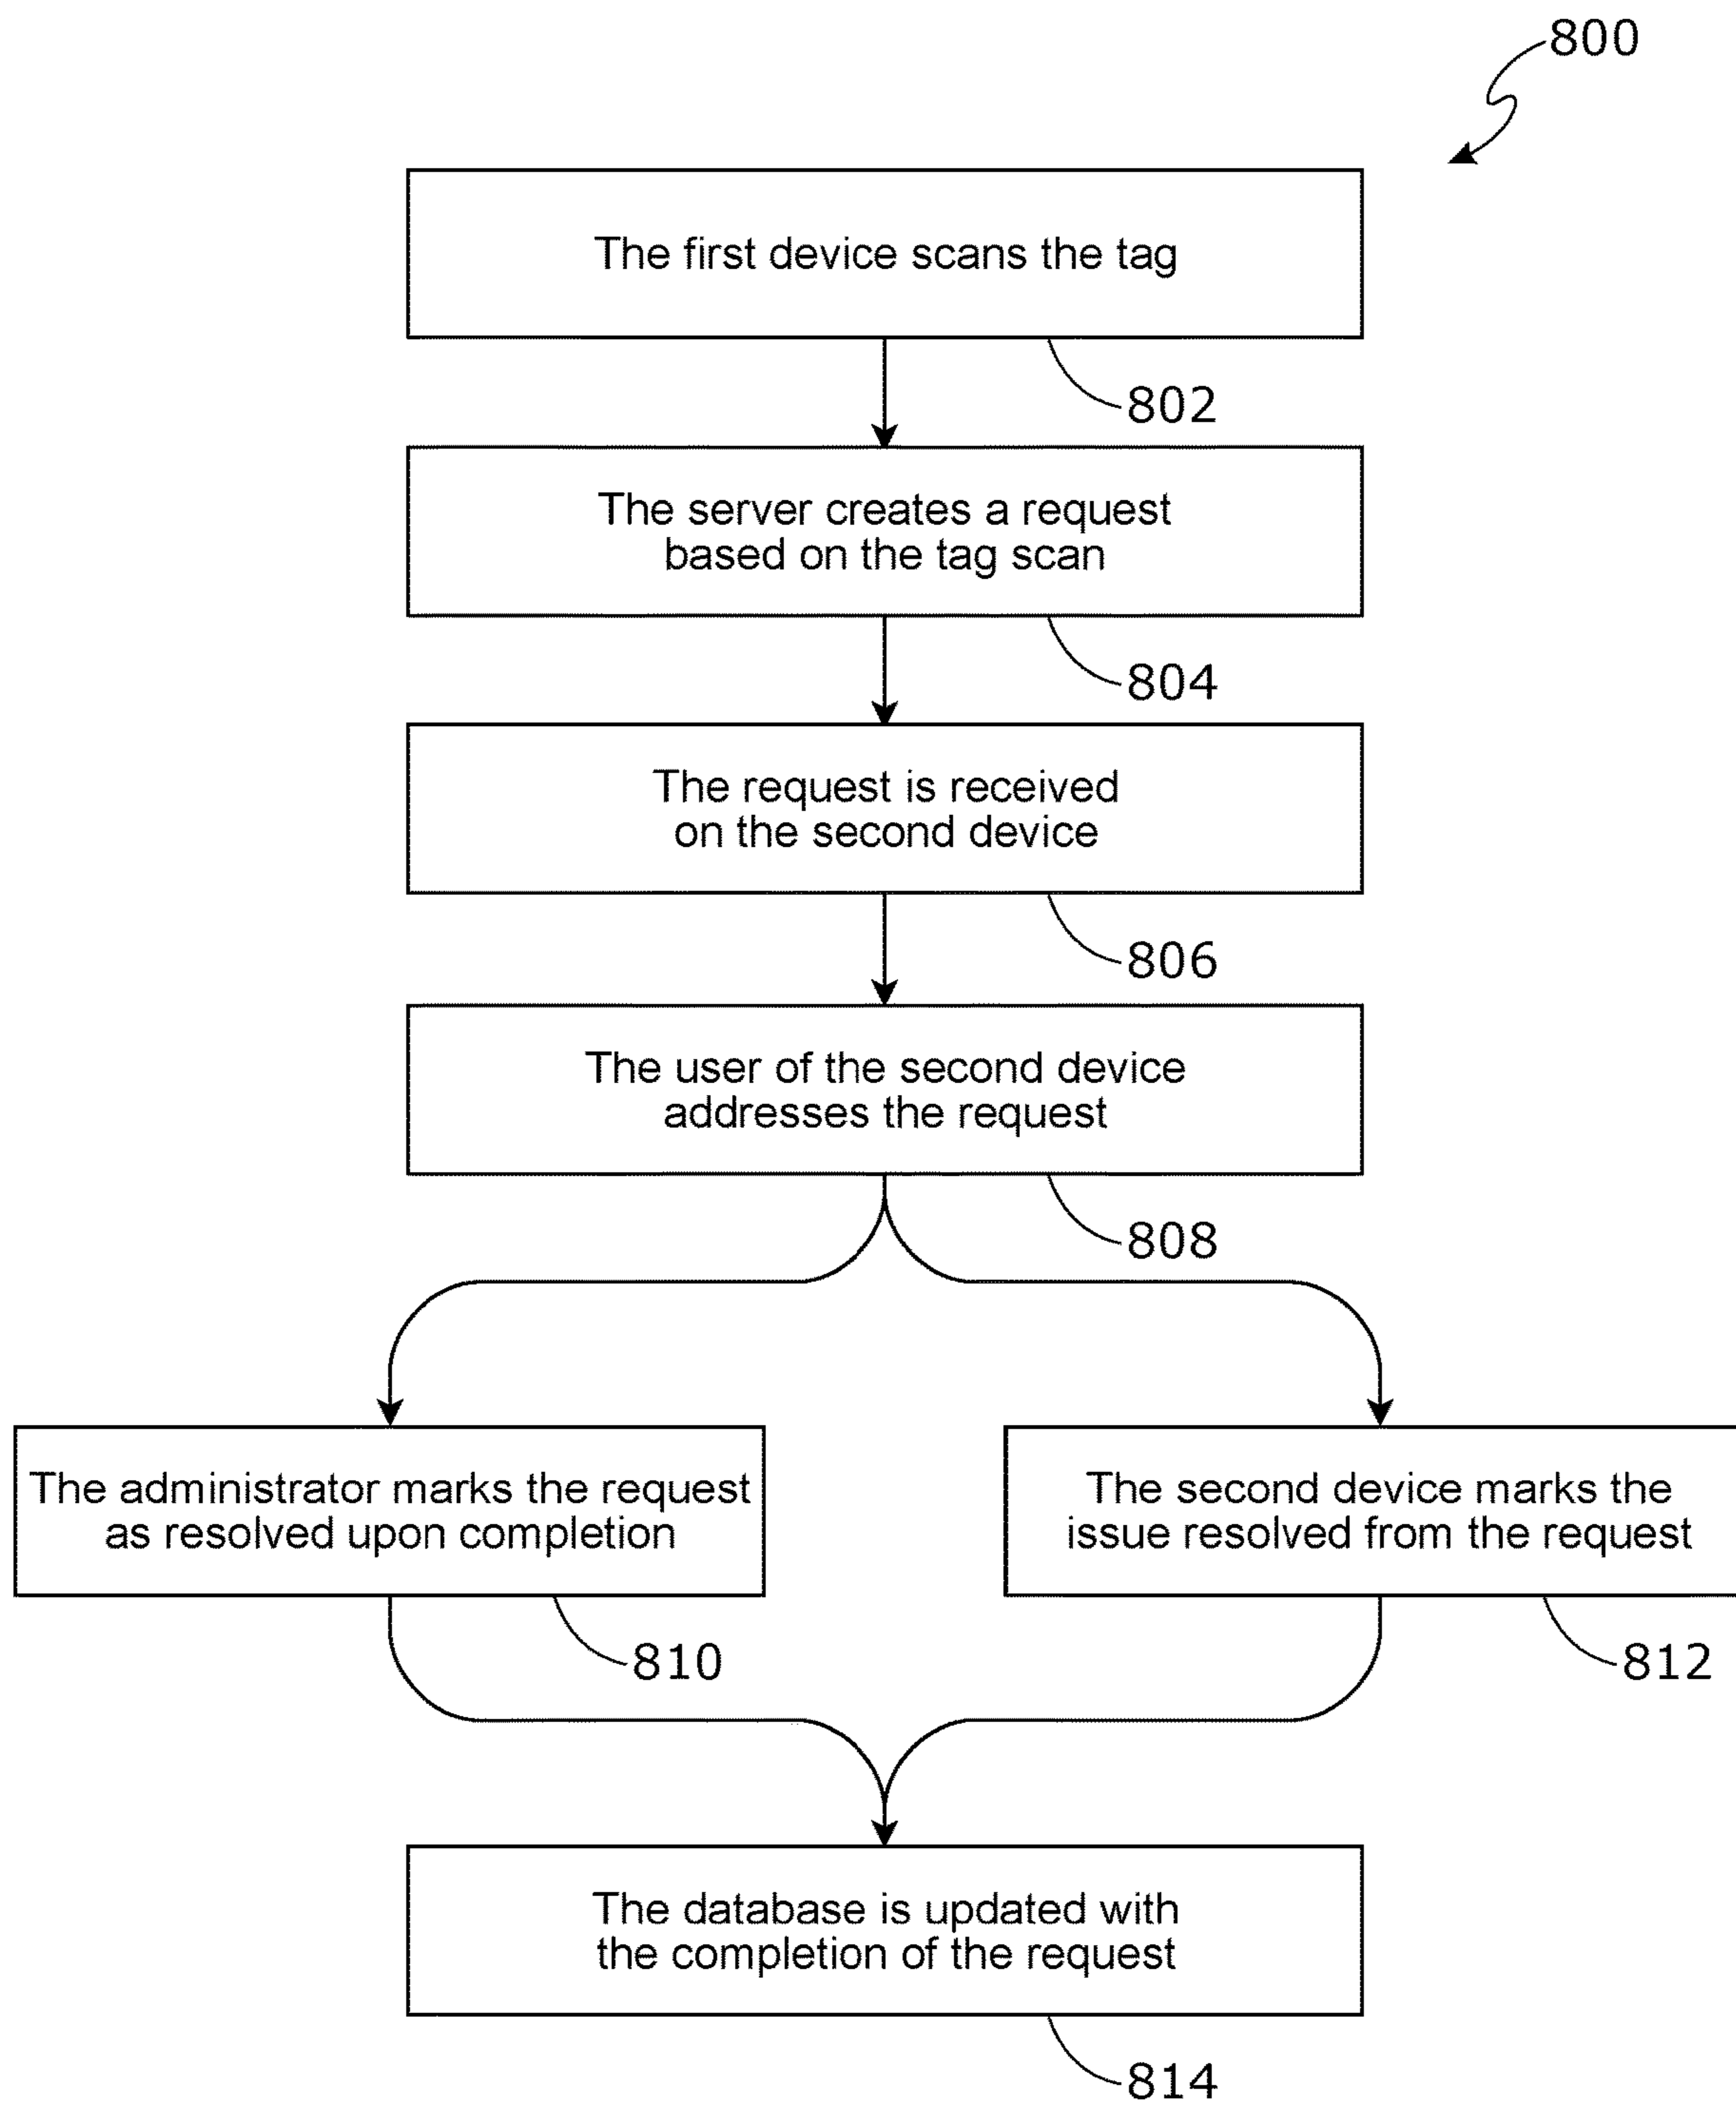 800
The first device scans the tag
802
The server creates a request
based on the tag scan
804
The request is received
on the second device
806
The user of the second device
addresses the request
808
The administrator marks the request
as resolved upon completion
810
The second device marks the
issue resolved from the request
812
The database is updated with
the completion of the request
814